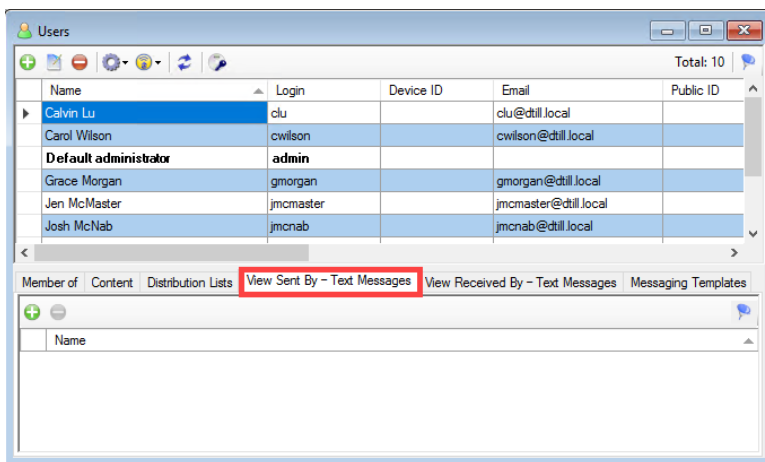 Users
Total: 10
Name Login Device ID Email Public ID
Calvin Lu clu clu@dtill.local
Carol Wilson cwilson cwilson@dtill.local
Default administrator admin
Grace Morgan gmorgan gmorgan@dtill.local
Jen McMaster jmcmaster jmcmaster@dtill.local
Josh McNab jmcnab jmcnab@dtill.local
Member of Content Distribution Lists View Sent By – Text Messages View Received By – Text Messages Messaging Templates
Name